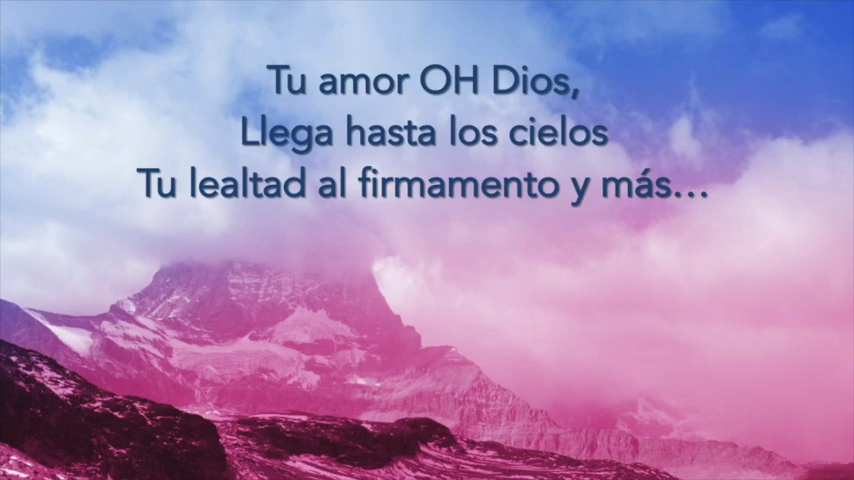 Tu amor OH Dios,
Llega hasta los cielos
Tu lealtad al firmamento y más...